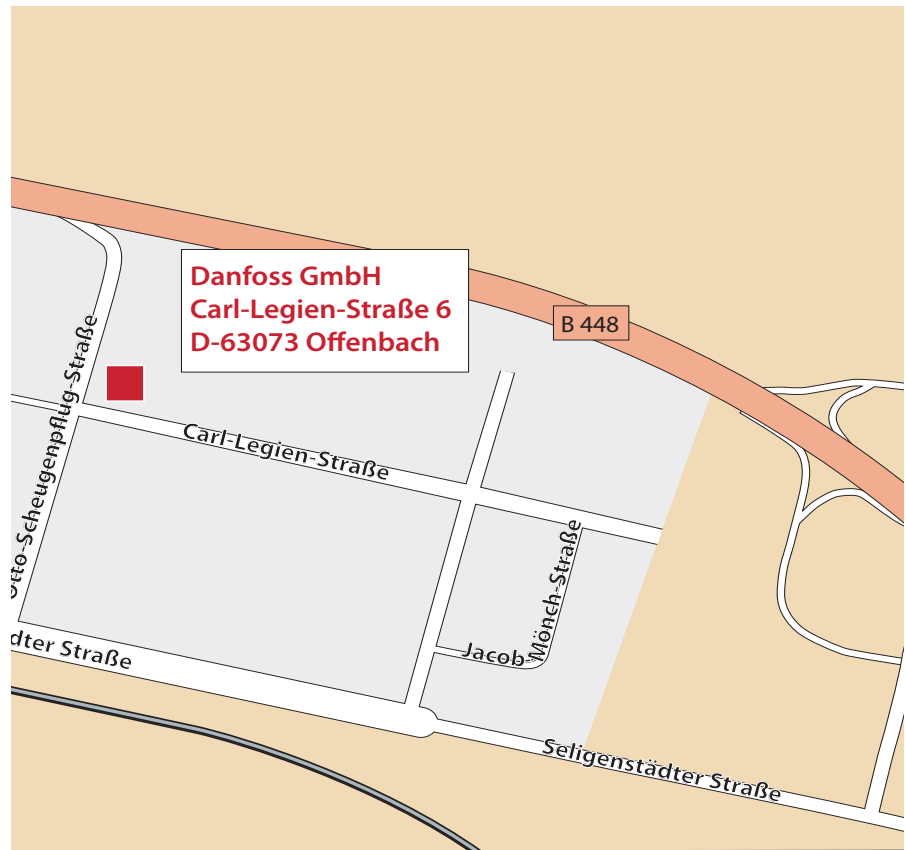 Danfoss GmbH
Carl-Legien-Straße 6
D-63073 Offenbach
B 448
Otto-Scheugenpflug-Straße
Carl-Legien-Straße
Jacob-Mönch-Straße
dter Straße
Seligenstädter Straße